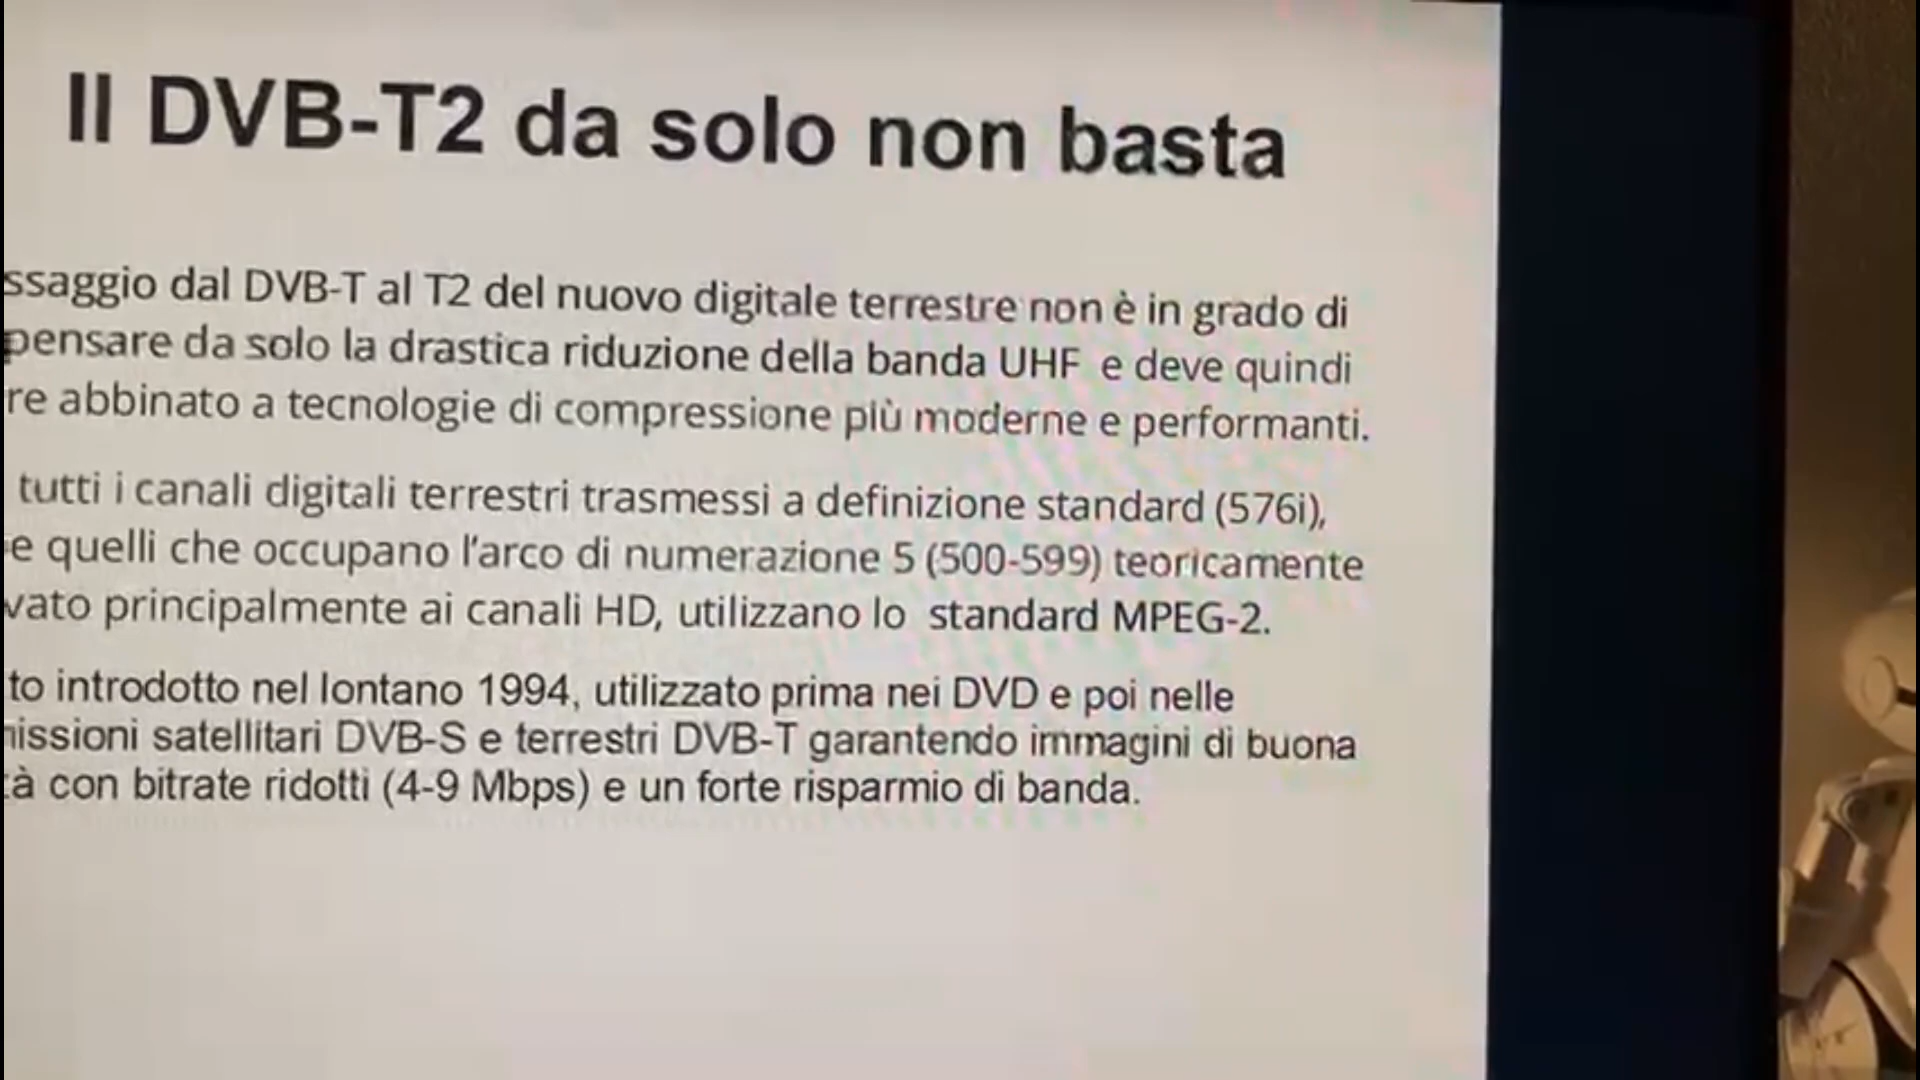 Il DVB-T2 da solo non basta
ssaggio dal DVB-T al T2 del nuovo digitale terrestre non è in grado di
pensare da solo la drastica riduzione della banda UHF e deve quindi
re abbinato a tecnologie di compressione più moderne e performanti.
tutti i canali digitali terrestri trasmessi a definizione standard (576i),
e quelli che occupano l'arco di numerazione 5 (500-599) teoricamente
vato principalmente ai canali HD, utilizzano lo standard MPEG-2.
to introdotto nel lontano 1994, utilizzato prima nei DVD e poi nelle
issioni satellitari DVB-S e terrestri DVB-T garantendo immagini di buona
tà con bitrate ridotti (4-9 Mbps) e un forte risparmio di banda.